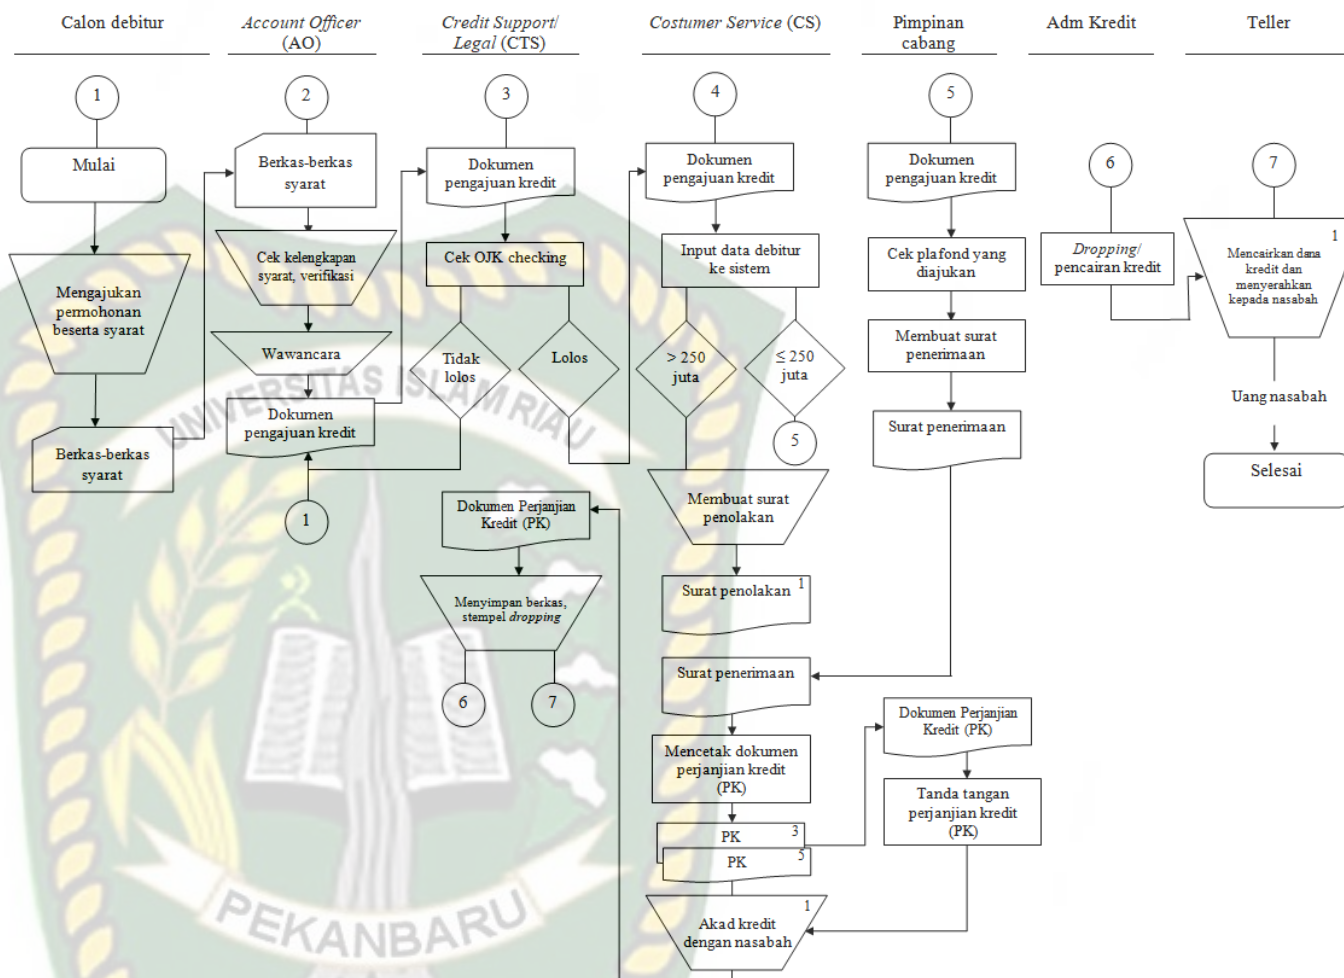 Calon debitur
Account Officer
(AO)
Credit Support/
Legal (CTS)
Costumer Service (CS)
Pimpinan
cabang
Adm Kredit
Teller
1
Mulai
Mengajukan
permohonan
beserta syarat
Berkas-berkas
syarat
2
Berkas-berkas
syarat
Cek kelengkapan
syarat, verifikasi
Wawancara
Dokumen
pengajuan kredit
1
3
Dokumen
pengajuan kredit
Cek OJK checking
Tidak
lolos
Lolos
Dokumen Perjanjian
Kredit (PK)
Menyimpan berkas,
stempel dropping
6
7
4
Dokumen
pengajuan kredit
Input data debitur
ke sistem
> 250
juta
≤ 250
juta
5
Membuat surat
penolakan
Surat penolakan
1
Surat penerimaan
Mencetak dokumen
perjanjian kredit
(PK)
PK
3
PK
5
Akad kredit
dengan nasabah
1
5
Dokumen
pengajuan kredit
Cek plafond yang
diajukan
Membuat surat
penerimaan
Surat penerimaan
Dokumen Perjanjian
Kredit (PK)
Tanda tangan
perjanjian kredit
(PK)
6
Dropping/
pencairan kredit
7
1
Mencairkan dana
kredit dan
menyerahkan
kepada nasabah
Uang nasabah
Selesai
UNIVERSITAS ISLAM RIAU
PEKANBARU